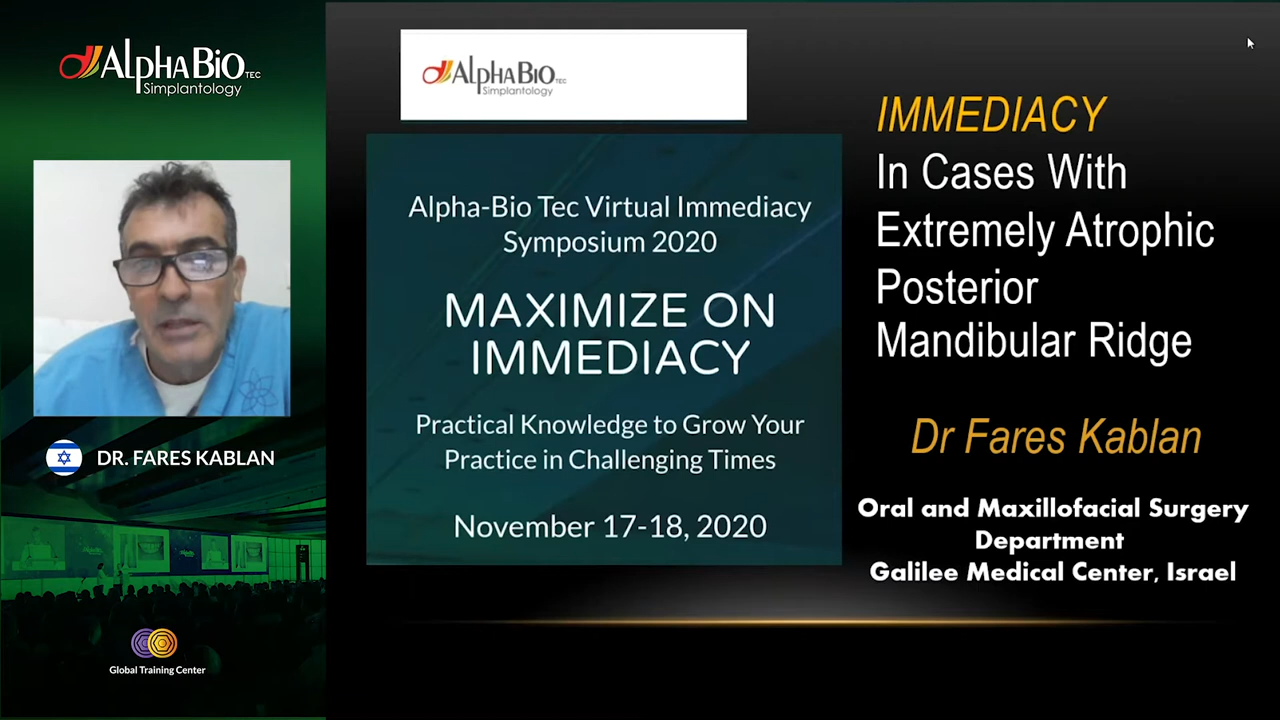 AlphaBio TEC
Simplantology
DR. FARES KABLAN
Global Training Center
AlphaBio TEC
Simplantology
Alpha-Bio Tec Virtual Immediacy
Symposium 2020
MAXIMIZE ON
IMMEDIACY
Practical Knowledge to Grow Your
Practice in Challenging Times
November 17-18, 2020
IMMEDIACY
In Cases With
Extremely Atrophic
Posterior
Mandibular Ridge
Dr Fares Kablan
Oral and Maxillofacial Surgery
Department
Galilee Medical Center, Israel